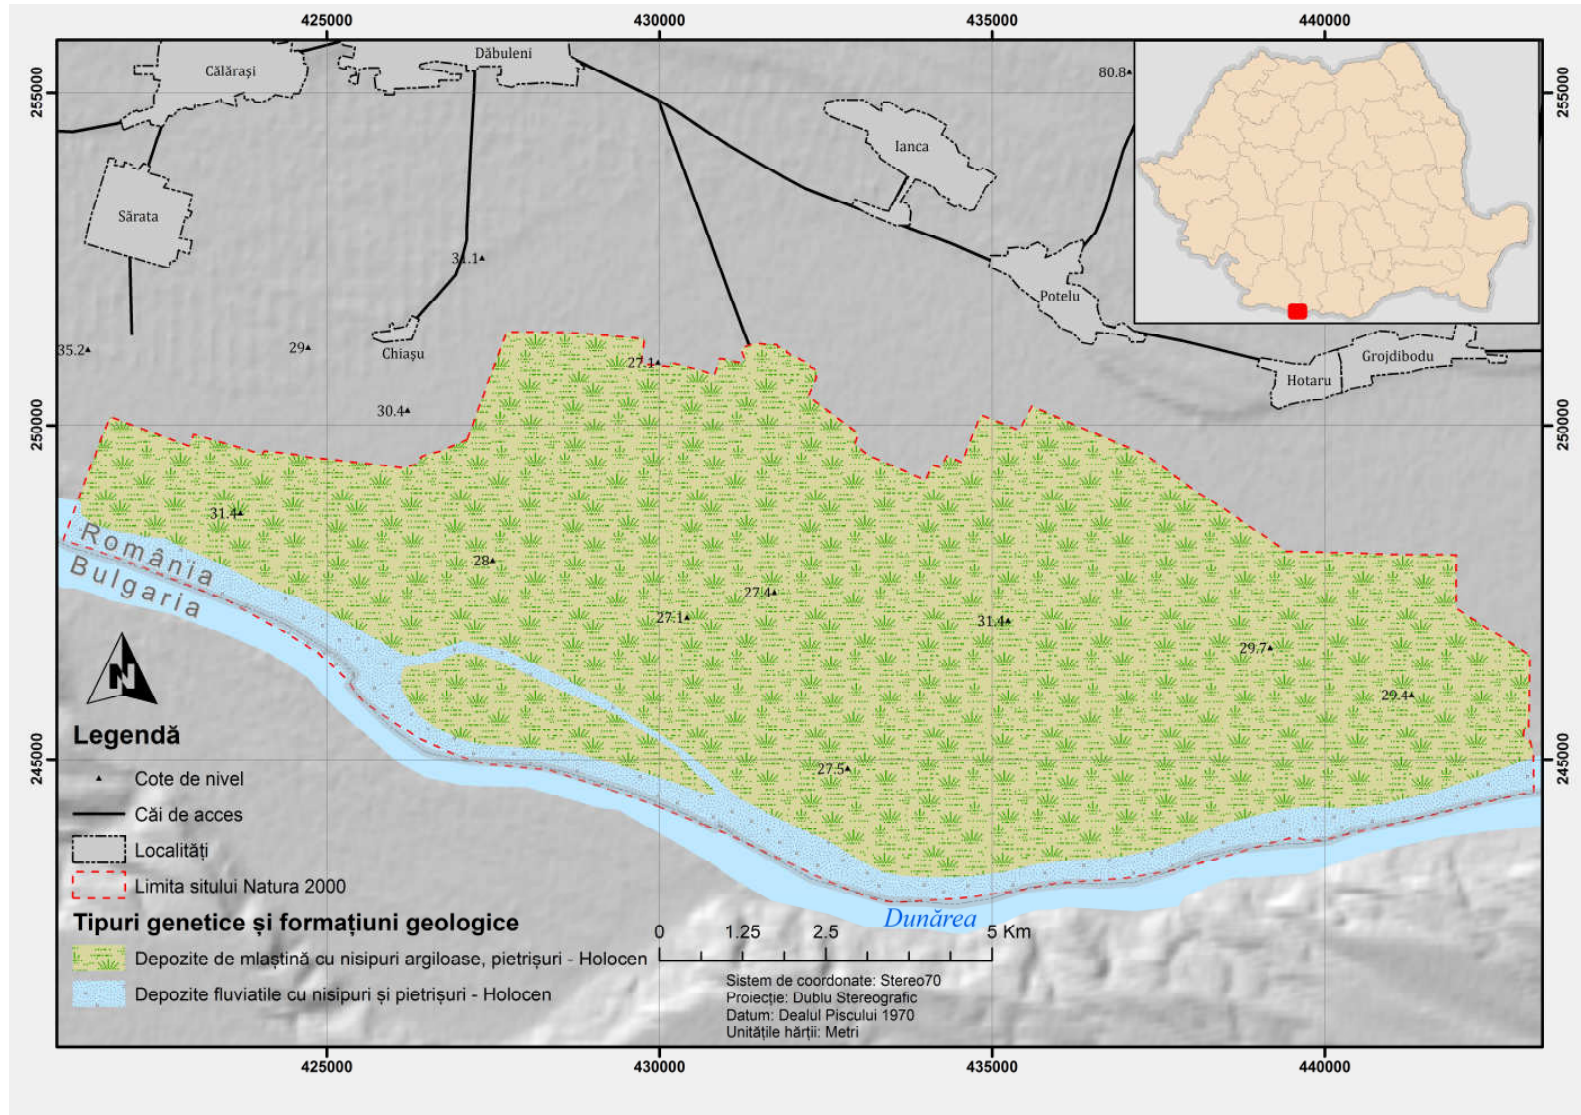 425000 430000 435000 440000
255000
255000
Dăbuleni
Călărași
80.8
Ianca
Sărata
31.1
Potelu
35.2
29
Chiașu
27.1
Grojdibodu
Hotaru
30.4
250000
250000
31.4
România
Bulgaria
28
27.4
27.1
31.4
29.7
29.4
N
245000
245000
27.5
Legendă
Cote de nivel
Căi de acces
Localități
Limita sitului Natura 2000
Tipuri genetice și formațiuni geologice
Depozite de mlaștină cu nisipuri argiloase, pietrișuri - Holocen
Depozite fluviatile cu nisipuri și pietrișuri - Holocen
Dunărea
0 1.25 2.5 5 Km
Sistem de coordonate: Stereo70
Proiecție: Dublu Stereografic
Datum: Dealul Piscului 1970
Unitățile hărții: Metri
425000 430000 435000 440000